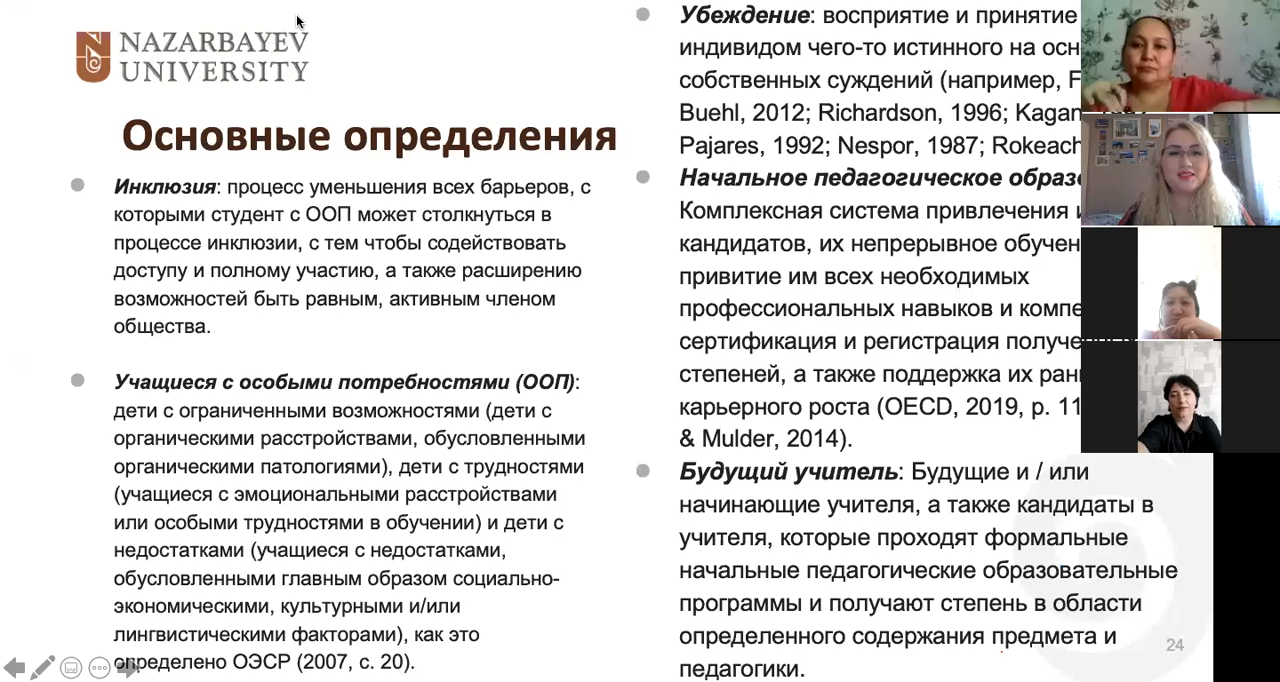 NAZARBAYEV
UNIVERSITY
Основные определения
Инклюзия: процесс уменьшения всех барьеров, с
которыми студент с ООП может столкнуться в
процессе инклюзии, с тем чтобы содействовать
доступу и полному участию, а также расширению
возможностей быть равным, активным членом
общества.
Учащиеся с особыми потребностями (ООП):
дети с ограниченными возможностями (дети с
органическими расстройствами, обусловленными
органическими патологиями), дети с трудностями
(учащиеся с эмоциональными расстройствами
или особыми трудностями в обучении) и дети с
недостатками (учащиеся с недостатками,
обусловленными главным образом социально-
экономическими, культурными и/или
лингвистическими факторами), как это
определено ОЭСР (2007, с. 20).
Убеждение: восприятие и принятие
индивидом чего-то истинного на
собственных суждений (например,
Buehl, 2012; Richardson, 1996; Kagan,
Pajares, 1992; Nespor, 1987; Rokeach
Начальное педагогическое
Комплексная система привлечения
кандидатов, их непрерывное
привитие им всех необходимых
профессиональных навыков и
сертификация и регистрация
степеней, а также поддержка их
карьерного роста (OECD, 2019, p. 11
& Mulder, 2014).
Будущий учитель: Будущие и / или
начинающие учителя, а также кандидаты в
учителя, которые проходят формальные
начальные педагогические образовательные
программы и получают степень в области
определенного содержания предмета и
педагогики.
24